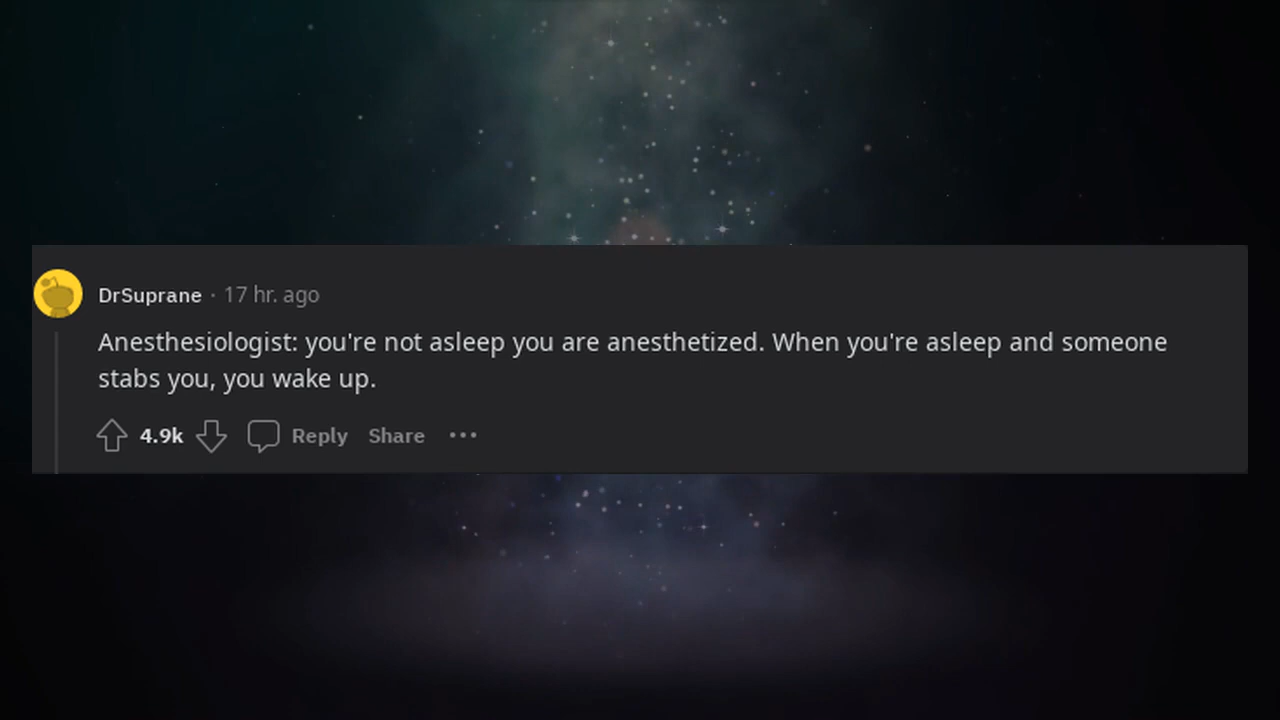 DrSuprane · 17 hr. ago
Anesthesiologist: you're not asleep you are anesthetized. When you're asleep and someone
stabs you, you wake up.
4.9k Reply Share ···